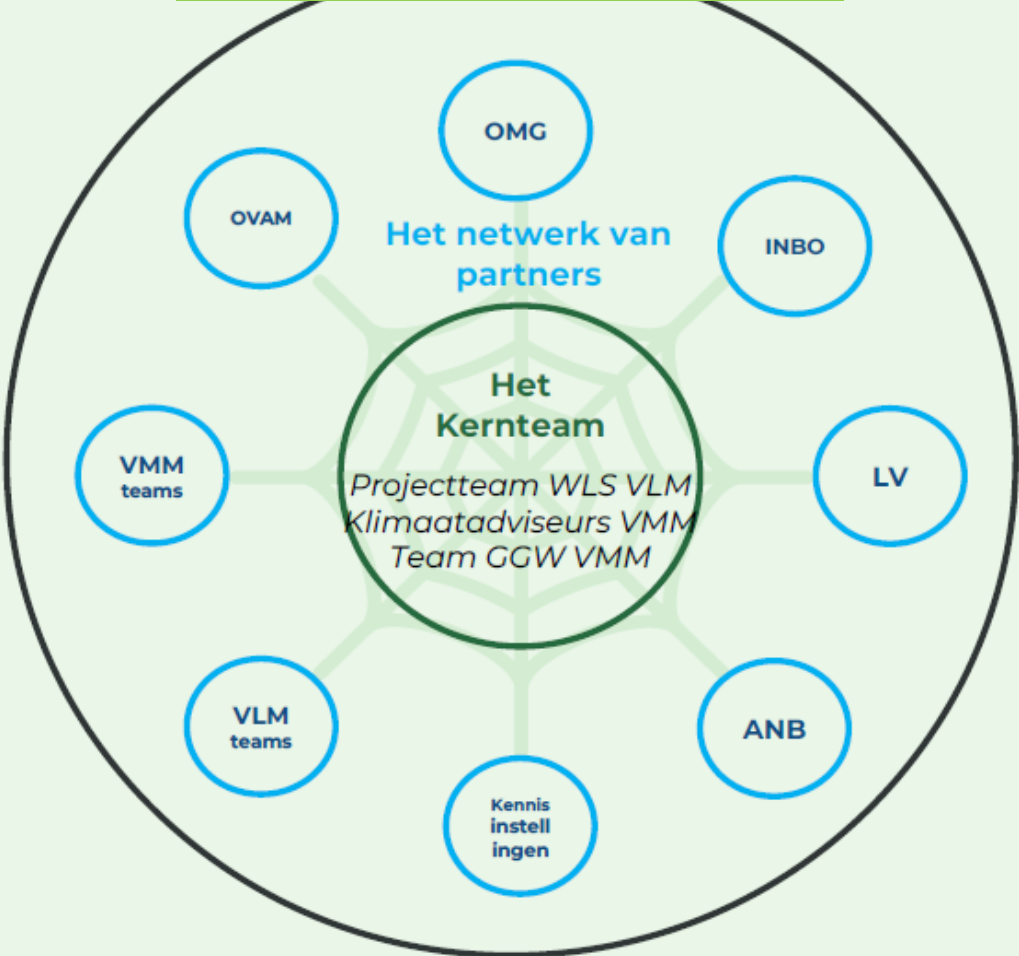 OMG
OVAM
INBO
Het netwerk van
partners
Het
Kernteam
Projectteam WLS VLM
Klimaatadviseurs VMM
Team GGW VMM
VMM
teams
LV
VLM
teams
ANB
Kennis
instell
ingen